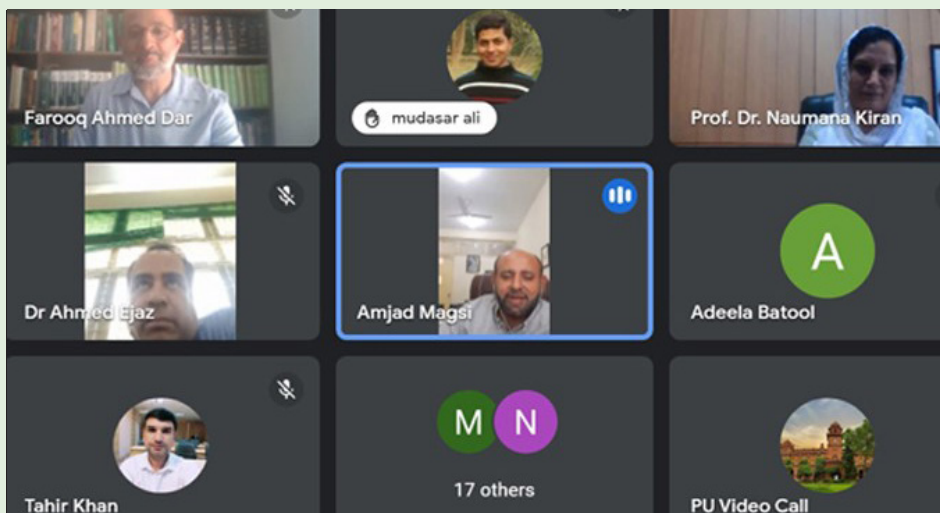 Farooq Ahmed Dar
mudasar ali
Prof. Dr. Naumana Kiran
Dr Ahmed Ejaz
Amjad Magsi
A
Adeela Batool
Tahir Khan
M N
17 others
PU Video Call